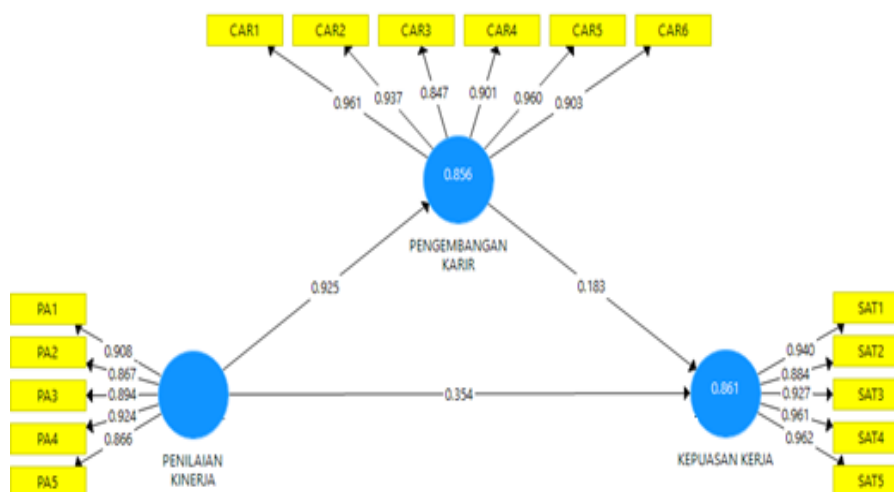 CAR1 CAR2 CAR3 CAR4 CAR5 CAR6
0.961 0.937 0.847 0.901 0.960 0.903
0.856
PENGEMBANGAN
KARIR
0.925
0.183
PA1
PA2
PA3
PA4
PA5
0.908
0.867
0.894
0.924
0.866
PENILAIAN
KINERJA
0.354
0.861
KEPUASAN KERJA
0.940
0.884
0.927
0.961
0.962
SAT1
SAT2
SAT3
SAT4
SAT5